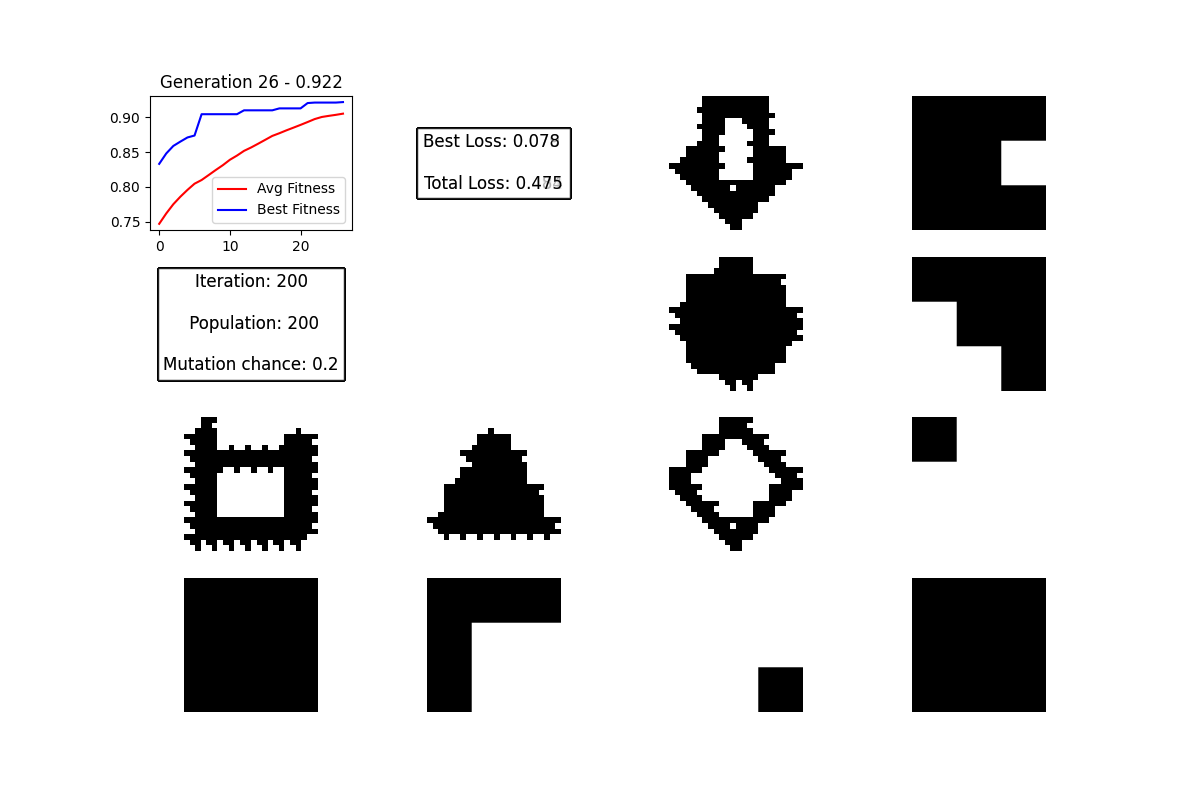 Generation 26 - 0.922
0.90
0.85
0.80
0.75
Avg Fitness
Best Fitness
0
10
20
Best Loss: 0.078
Total Loss: 0.475
Iteration: 200
Population: 200
Mutation chance: 0.2